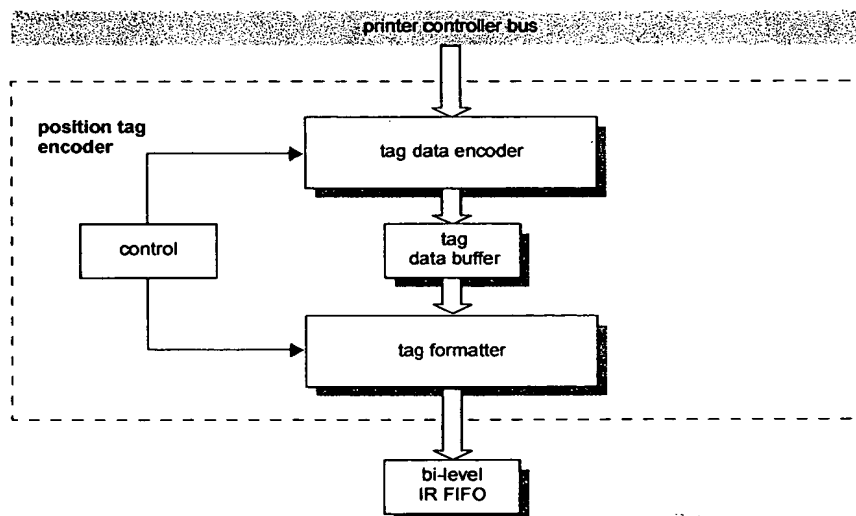 printer controller bus
position tag
encoder
tag data encoder
control
tag
data buffer
tag formatter
bi-level
IR FIFO